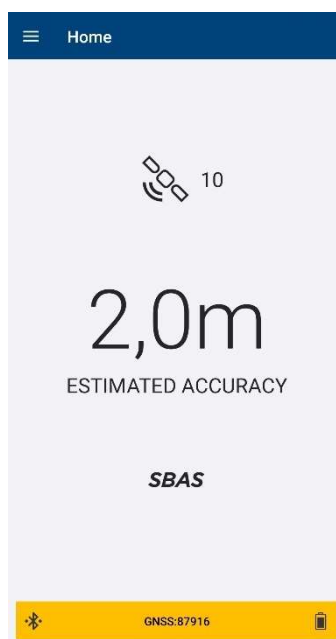 Home
10
2,0m
ESTIMATED ACCURACY
SBAS
GNSS:87916